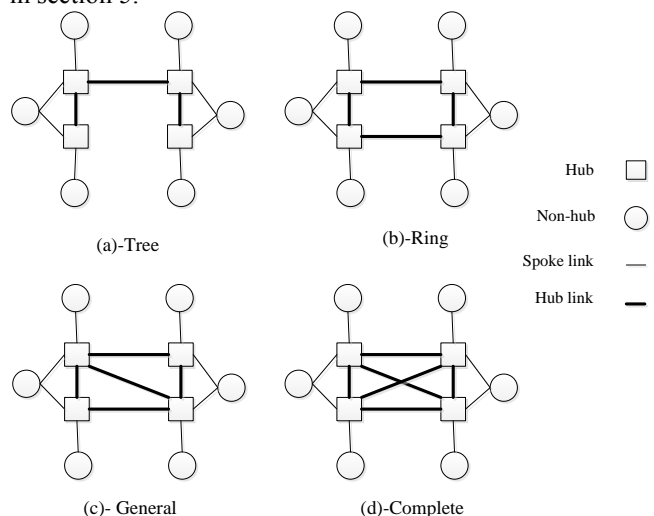 in section 5.
Hub
Non-hub
Spoke link
Hub link
(a)-Tree
(b)-Ring
(c)- General
(d)-Complete